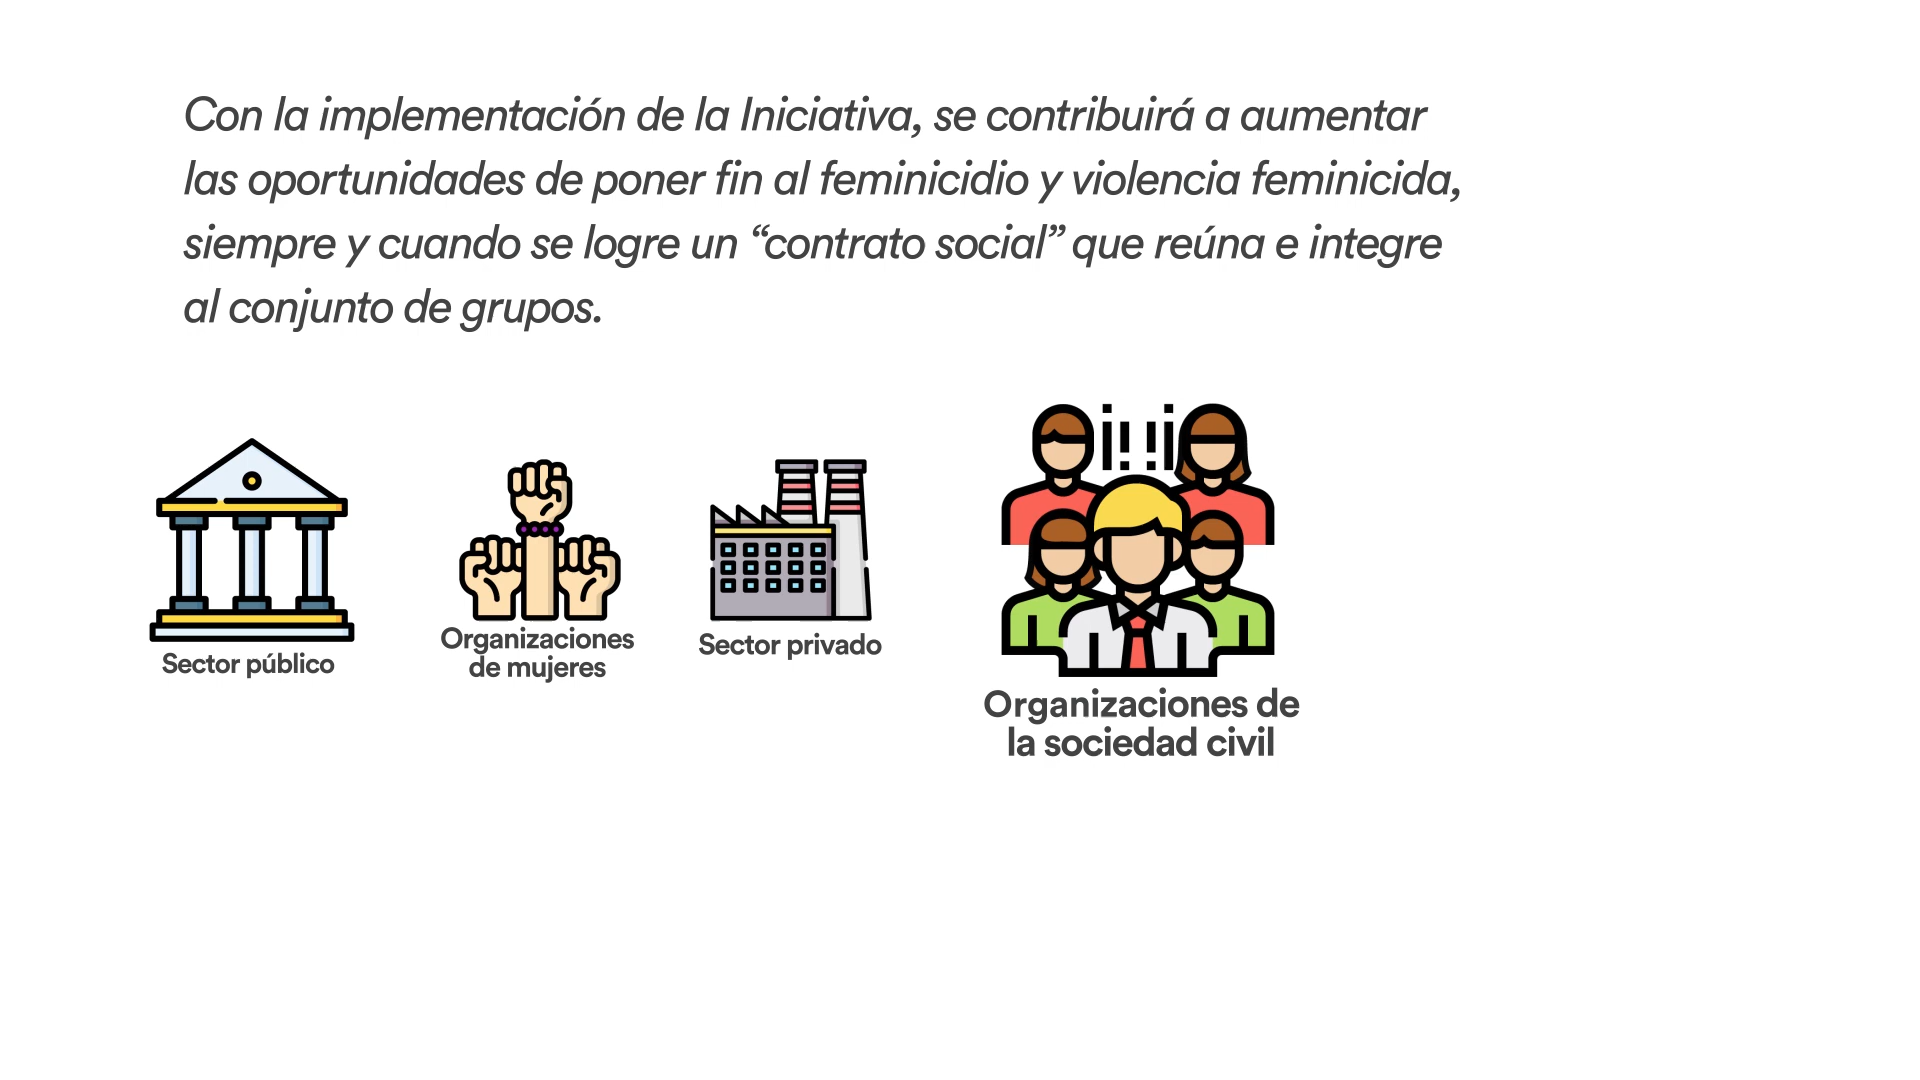 Con la implementación de la Iniciativa, se contribuirá a aumentar
las oportunidades de poner fin al feminicidio y violencia feminicida,
siempre y cuando se logre un “contrato social” que reúna e integre
al conjunto de grupos.
Sector público
Organizaciones
de mujeres
Sector privado
Organizaciones de
la sociedad civil